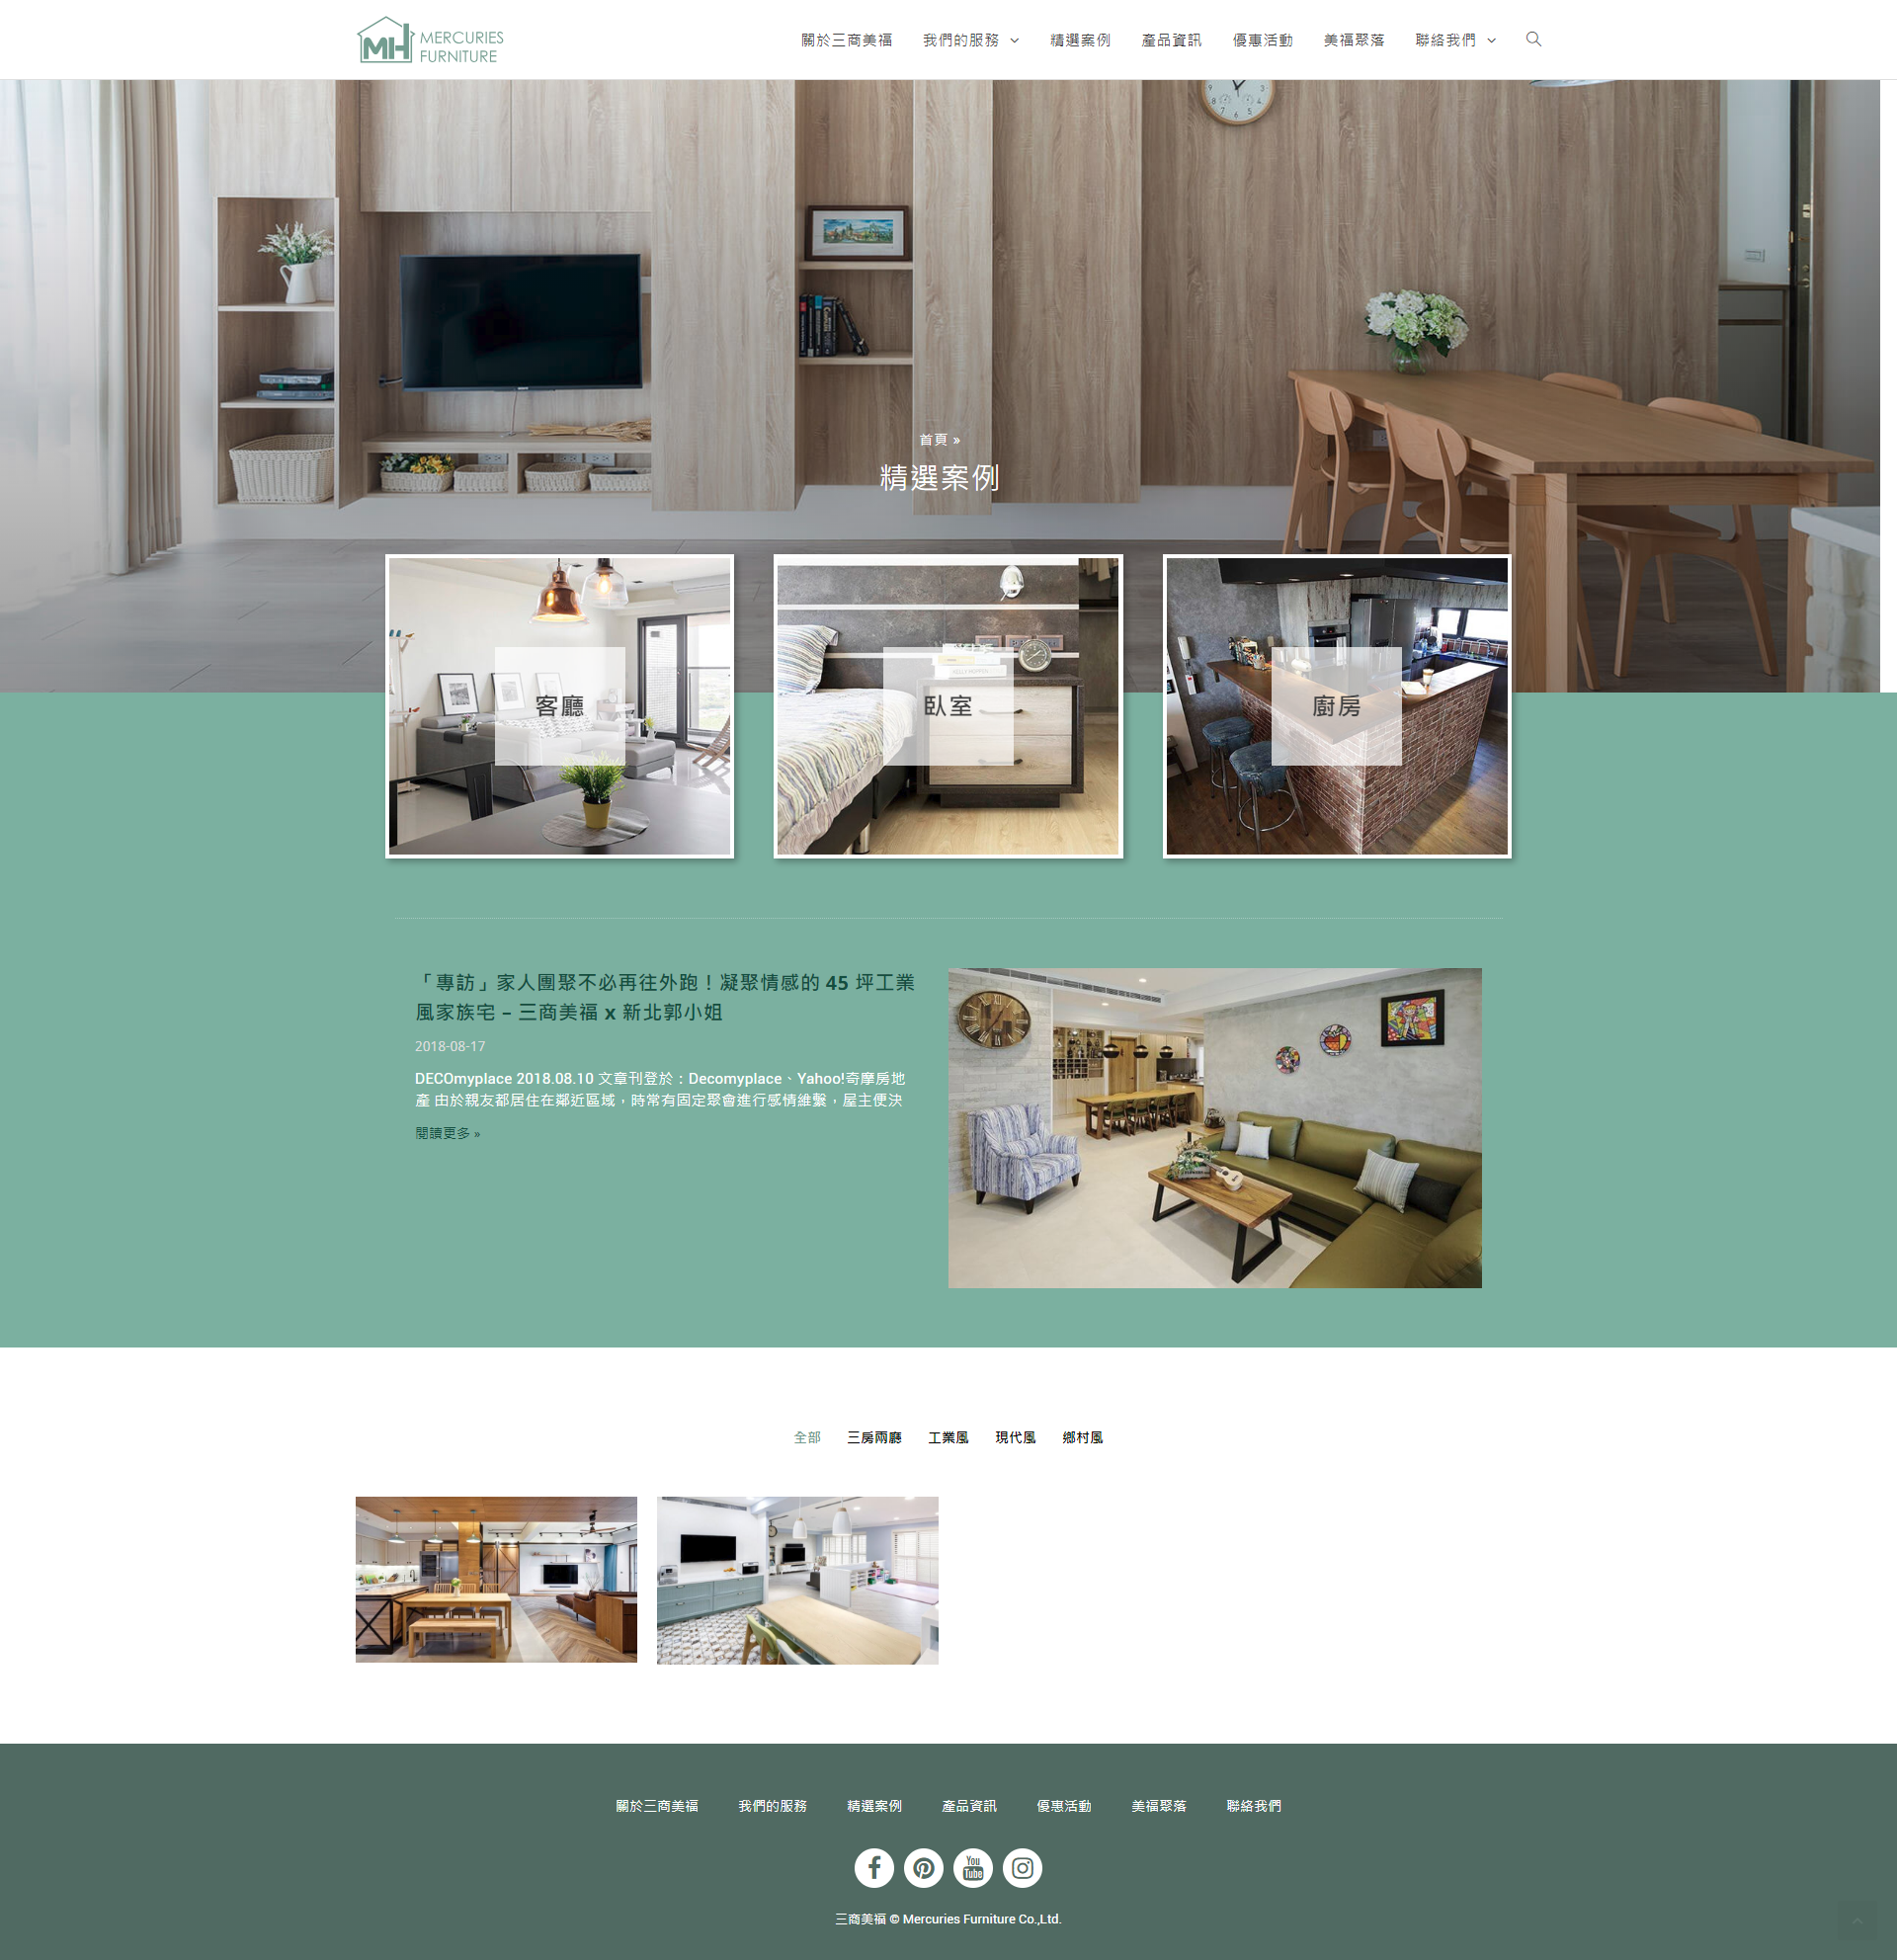 MH MERCURIES
FURNITURE
關於三商美福 我們的服務 精選案例 產品資訊 優惠活動 美福聚落 聯絡我們
首頁 »
精選案例
客廳
臥室
廚房
「專訪」家人團聚不必再往外跑！凝聚情感的 45 坪工業
風家族宅 – 三商美福 x 新北郭小姐
2018-08-17
DECOmyplace 2018.08.10 文章刊登於：Decomyplace、Yahoo!奇摩房地
產 由於親友都居住在鄰近區域，時常有固定聚會進行感情維繫，屋主便決
閱讀更多 »
全部 三房兩廳 工業風 現代風 鄉村風
關於三商美福 我們的服務 精選案例 產品資訊 優惠活動 美福聚落 聯絡我們
You
Tube
三商美福 © Mercuries Furniture Co.,Ltd.